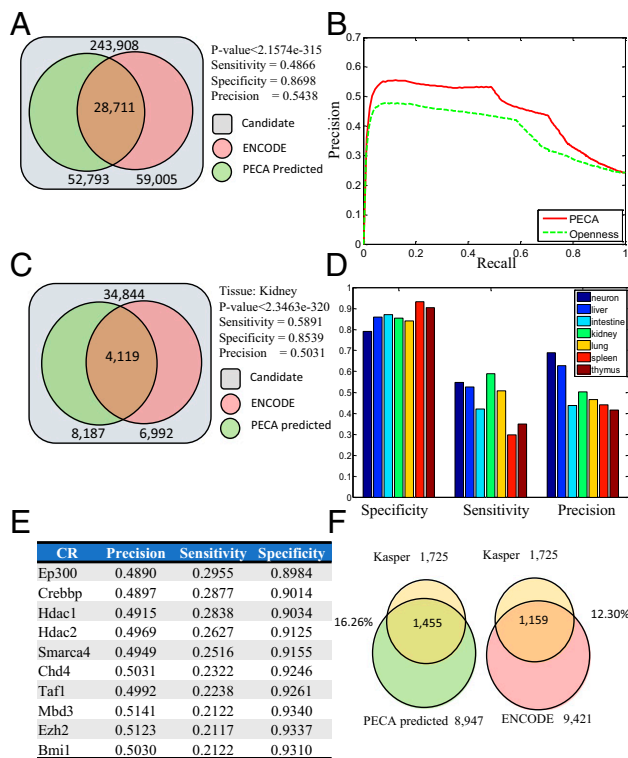 A
243,908
28,711
52,793
59,005
P-value<2.1574e-315
Sensitivity = 0.4866
Specificity = 0.8698
Precision = 0.5438
Candidate
ENCODE
PECA Predicted
B
0.7
0.6
0.5
0.4
0.3
0.2
0.1
0
Precision
0 0.2 0.4 0.6 0.8 1
Recall
PECA
Openness
C
34,844
4,119
8,187
6,992
Tissue: Kidney
P-value<2.3463e-320
Sensitivity = 0.5891
Specificity = 0.8539
Precision = 0.5031
Candidate
ENCODE
PECA predicted
D
1
0.9
0.8
0.7
0.6
0.5
0.4
0.3
0.2
0.1
0
neuron
liver
intestine
kidney
lung
spleen
thymus
Specificity Sensitivity Precision
E
CR Precision Sensitivity Specificity
Ep300 0.4890 0.2955 0.8984
Crebbp 0.4897 0.2877 0.9014
Hdac1 0.4915 0.2838 0.9034
Hdac2 0.4969 0.2627 0.9125
Smarca4 0.4949 0.2516 0.9155
Chd4 0.5031 0.2322 0.9246
Taf1 0.4992 0.2238 0.9261
Mbd3 0.5141 0.2122 0.9340
Ezh2 0.5123 0.2117 0.9337
Bmi1 0.5030 0.2122 0.9310
F
Kasper 1,725
16.26%
1,455
PECA predicted 8,947
Kasper 1,725
12.30%
1,159
ENCODE 9,421